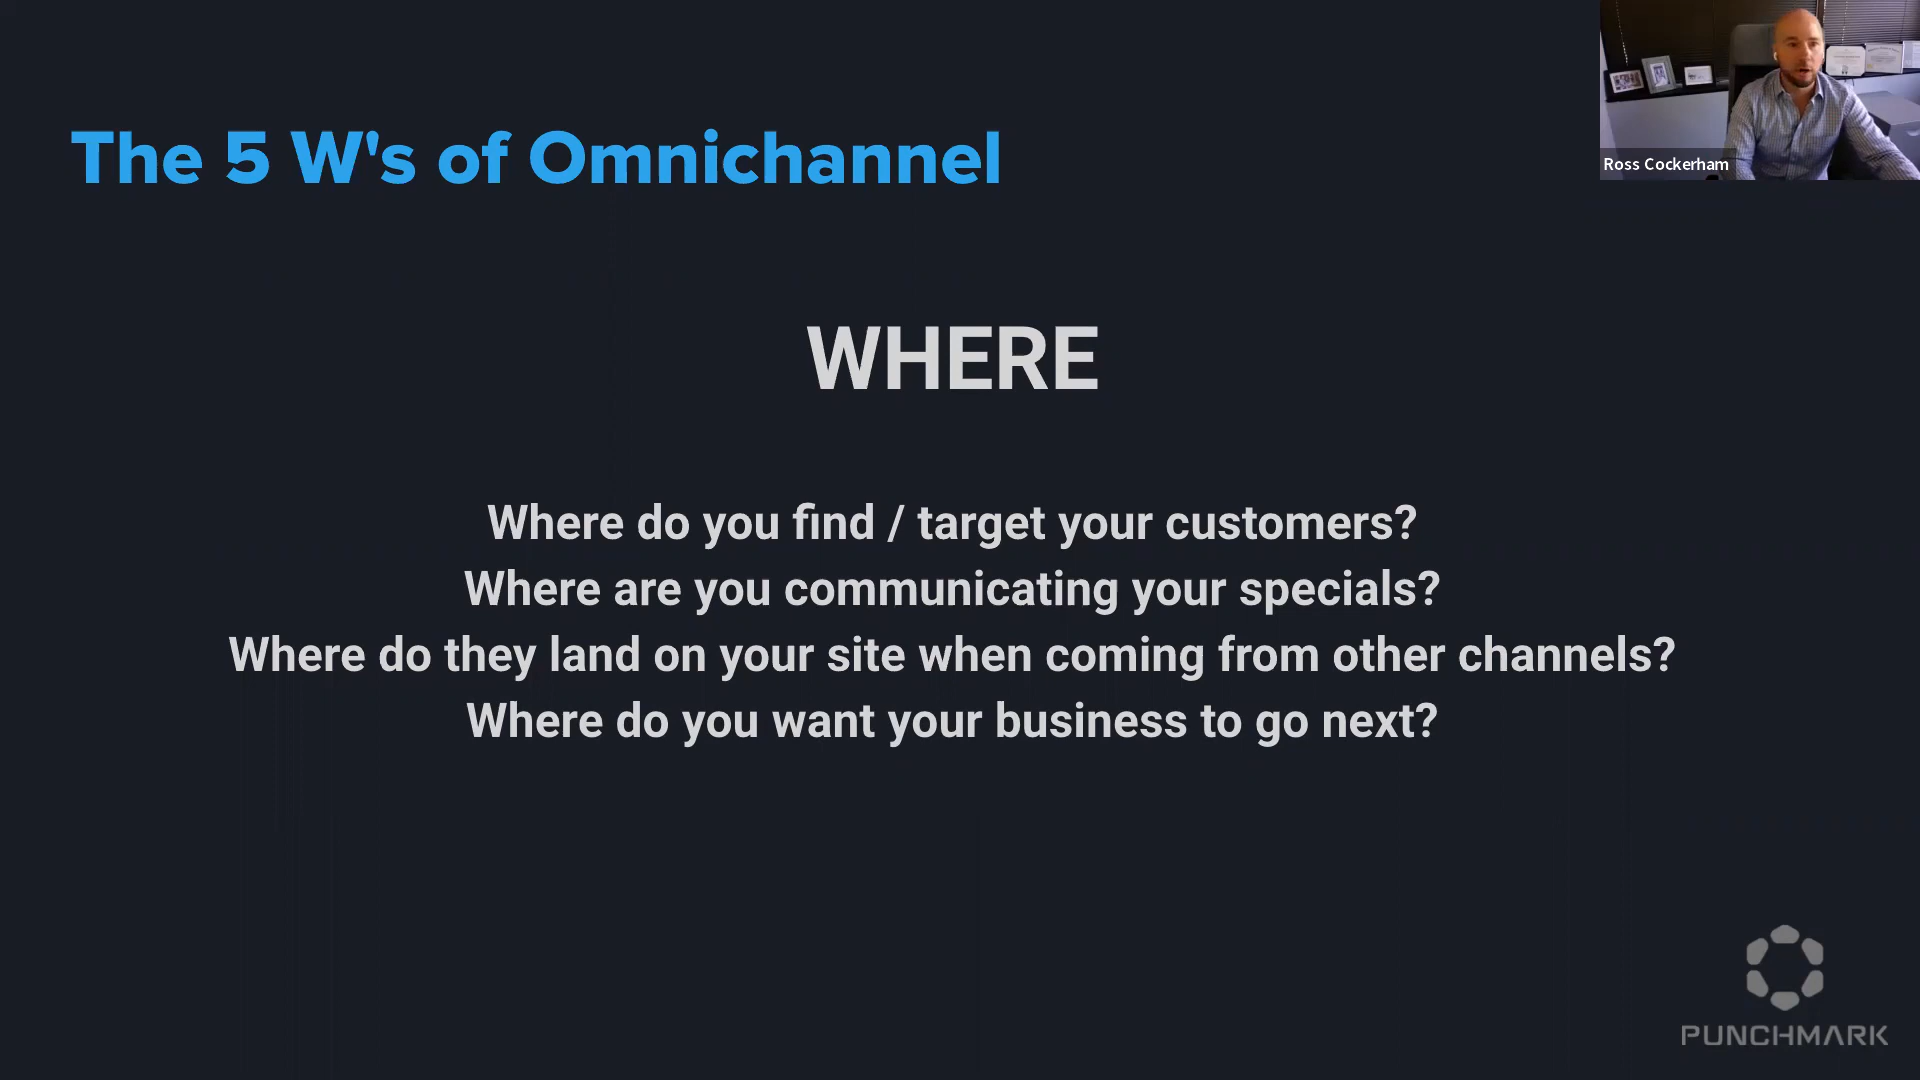 The 5 W's of Omnichannel
Ross Cockerham
WHERE
Where do you find / target your customers?
Where are you communicating your specials?
Where do they land on your site when coming from other channels?
Where do you want your business to go next?
PUNCHMARK